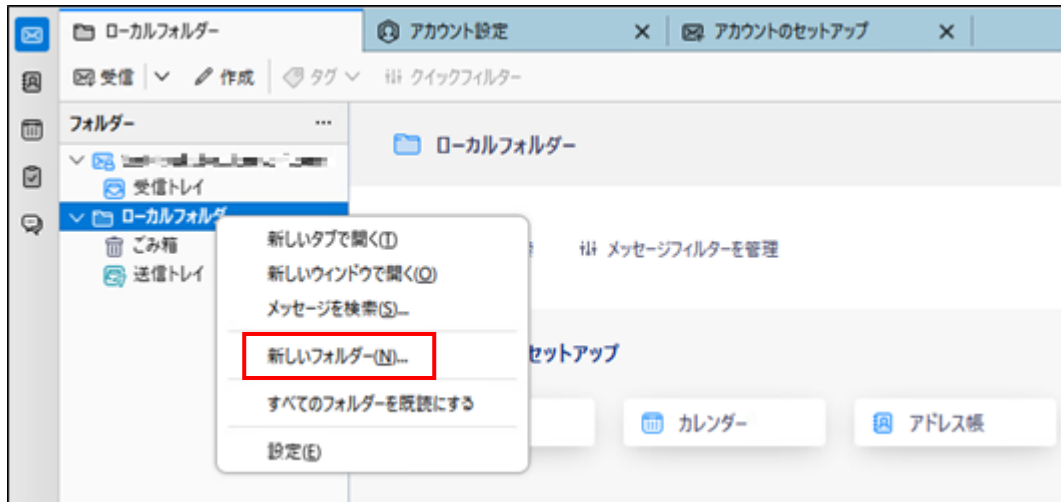 ローカルフォルダー
アカウント設定
アカウントのセットアップ
受信
作成
タグ
クイックフィルター
フォルダー
ローカルフォルダー
受信トレイ
ローカルフォルダ
ごみ箱
送信トレイ
新しいタブで開く(T)
新しいウィンドウで開く(O)
メッセージを検索(S)...
新しいフォルダー(N)...
すべてのフォルダーを既読にする
設定(E)
メッセージフィルターを管理
セットアップ
カレンダー
アドレス帳